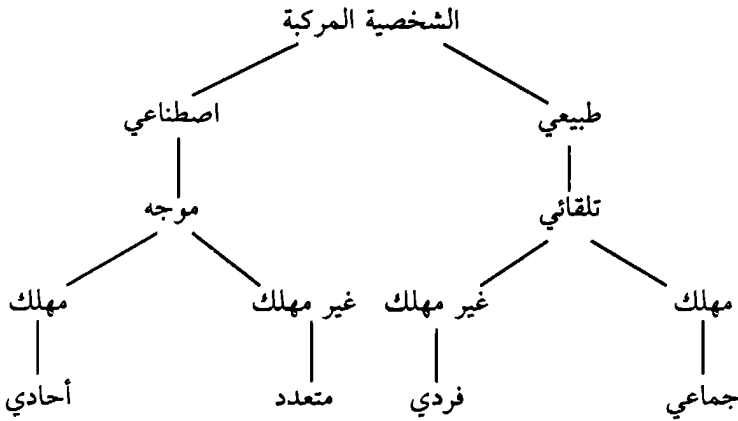 الشخصية المركبة
طبيعي اصطناعي
تلقائي موجه
مهلك غير مهلك غير مهلك مهلك
جماعي فردي متعدد أحادي